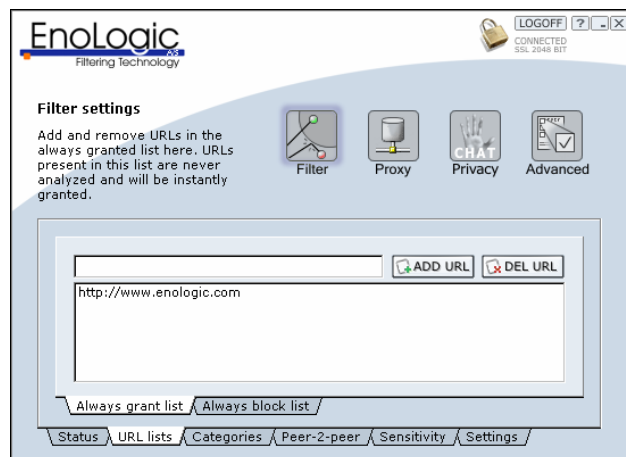 EnoLogic
AS
Filtering Technology
LOGOFF ? - X
CONNECTED
SSL 2048 BIT
Filter settings
Add and remove URLs in the
always granted list here. URLs
present in this list are never
analyzed and will be instantly
granted.
CHAT
Filter Proxy Privacy Advanced
ADD URL DEL URL
http://www.enologic.com
Always grant list Always block list
Status URL lists Categories Peer-2-peer Sensitivity Settings